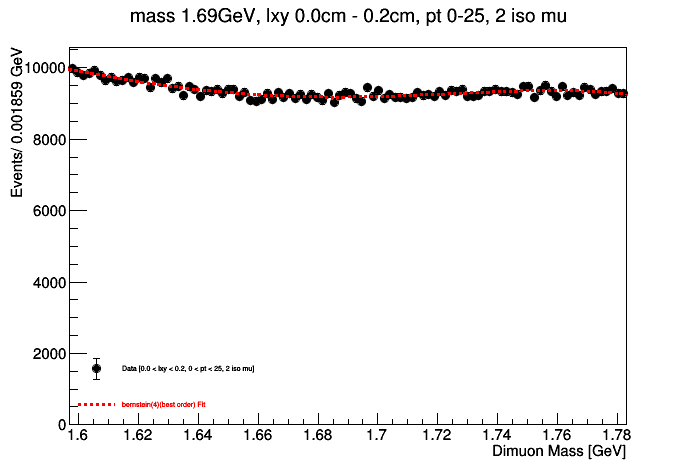 mass 1.69GeV, lxy 0.0cm - 0.2cm, pt 0-25, 2 iso mu
Events/ 0.001859 GeV
10000
8000
6000
4000
2000
0
Data [0.0 < lxy < 0.2, 0 < pt < 25, 2 iso mu]
bernstein(4)(best order) Fit
1.6 1.62 1.64 1.66 1.68 1.7 1.72 1.74 1.76 1.78
Dimuon Mass [GeV]